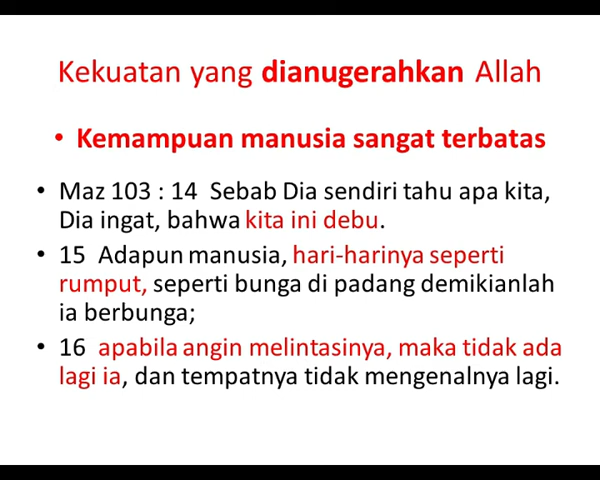 Kekuatan yang dianugerahkan Allah
• Kemampuan manusia sangat terbatas
• Maz 103 : 14 Sebab Dia sendiri tahu apa kita,
Dia ingat, bahwa kita ini debu.
• 15 Adapun manusia, hari-harinya seperti
rumput, seperti bunga di padang demikianlah
ia berbunga;
• 16 apabila angin melintasinya, maka tidak ada
lagi ia, dan tempatnya tidak mengenalnya lagi.